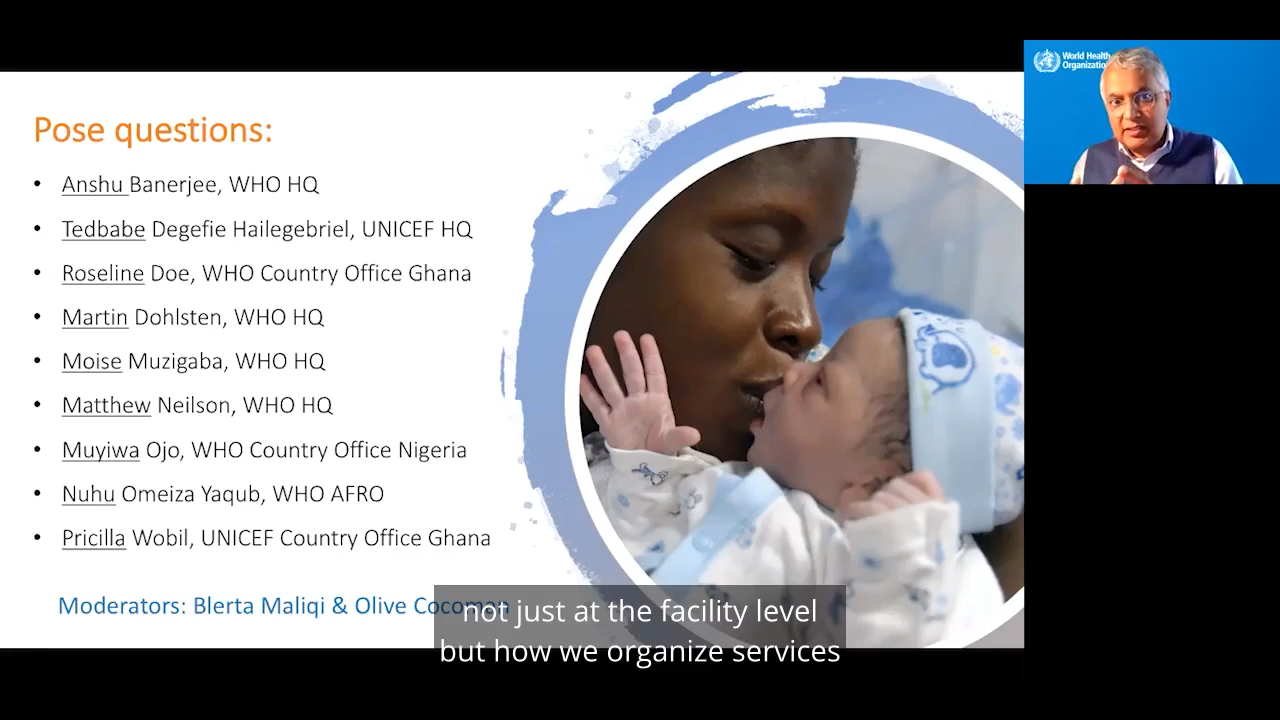 Pose questions:
• Anshu Banerjee, WHO HQ
• Tedbabe Degefie Hailegebriel, UNICEF HQ
• Roseline Doe, WHO Country Office Ghana
• Martin Dohlsten, WHO HQ
• Moise Muzigaba, WHO HQ
• Matthew Neilson, WHO HQ
• Muyiwa Ojo, WHO Country Office Nigeria
• Nuhu Omeiza Yaqub, WHO AFRO
• Pricilla Wobil, UNICEF Country Office Ghana
Moderators: Blerta Maliqi & Olive Cocoman
not just at the facility level
but how we organize services
World Health
Organization